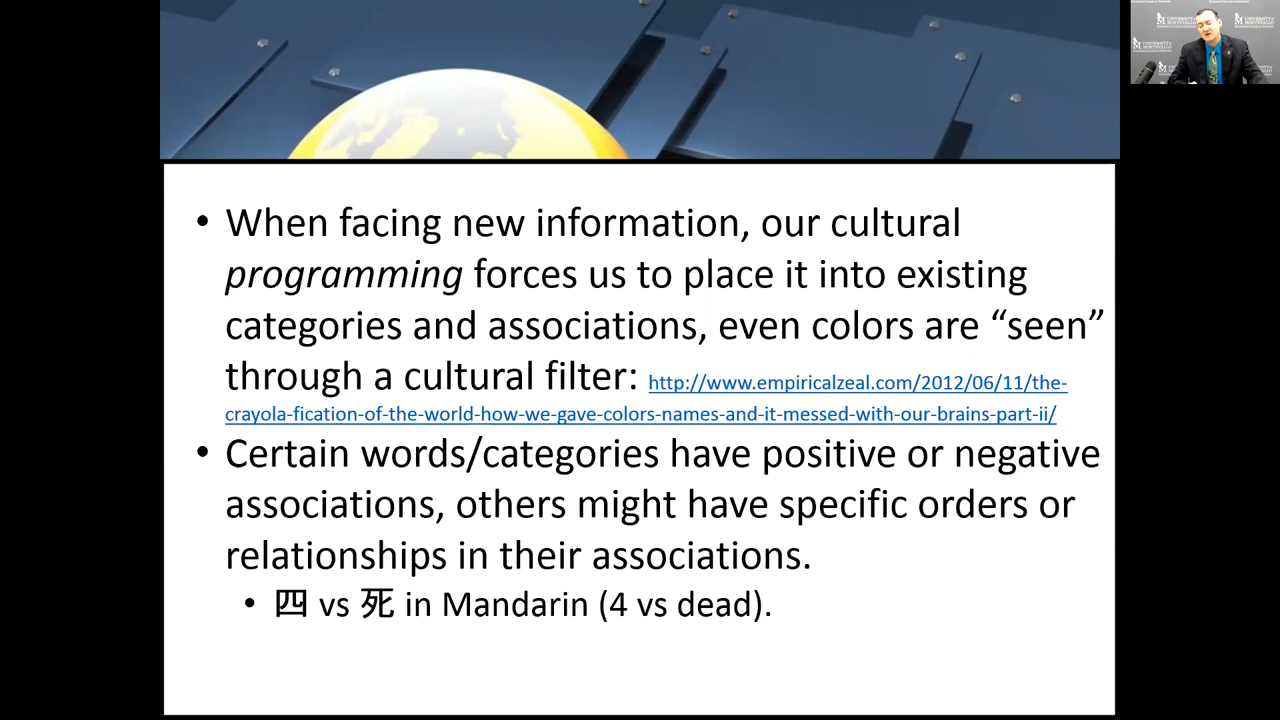 • When facing new information, our cultural
programming forces us to place it into existing
categories and associations, even colors are “seen”
through a cultural filter: http://www.empiricalzeal.com/2012/06/11/the-
crayola-fication-of-the-world-how-we-gave-colors-names-and-it-messed-with-our-brains-part-ii/
• Certain words/categories have positive or negative
associations, others might have specific orders or
relationships in their associations.
• 四 vs 死 in Mandarin (4 vs dead).
UNIVERSITY of
MONTEVALLO